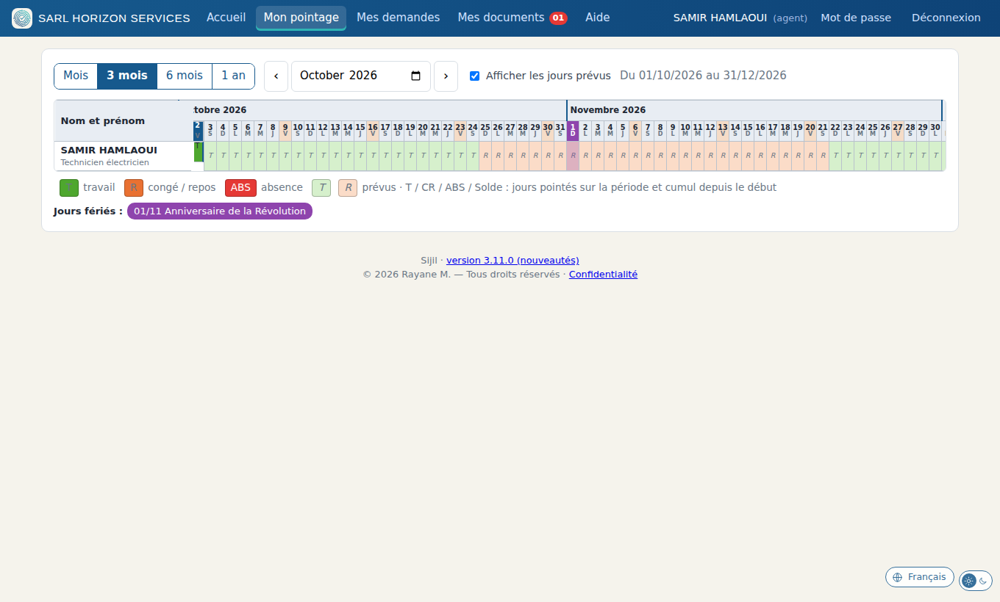 SARL HORIZON SERVICES Accueil Mon pointage Mes demandes Mes documents 01 Aide SAMIR HAMLAOUI (agent) Mot de passe Déconnexion
Mois 3 mois 6 mois 1 an ‹ October 2026 › Afficher les jours prévus Du 01/10/2026 au 31/12/2026
Nom et prénom tobre 2026 Novembre 2026
2 3 4 5 6 7 8 9 10 11 12 13 14 15 16 17 18 19 20 21 22 23 24 25 26 27 28 29 30 31 1 2 3 4 5 6 7 8 9 10 11 12 13 14 15 16 17 18 19 20 21 22 23 24 25 26 27 28 29 30
V S D L M M J V S D L M M J V S D L M M J V S D L M M J V S D L M M J V S D L M M J V S D L M M J V S D L M M J V S D L
SAMIR HAMLAOUI
Technicien électricien
T T T T T T T T T T T T T T T T T T T T T T T R R R R R R R R R R R R R R R R R R R R R R R R R R R R T T T T T T T T T
T travail R congé / repos ABS absence T R prévus · T / CR / ABS / Solde : jours pointés sur la période et cumul depuis le début
Jours fériés : 01/11 Anniversaire de la Révolution
Sijil · version 3.11.0 (nouveautés)
© 2026 Rayane M. — Tous droits réservés · Confidentialité
Français